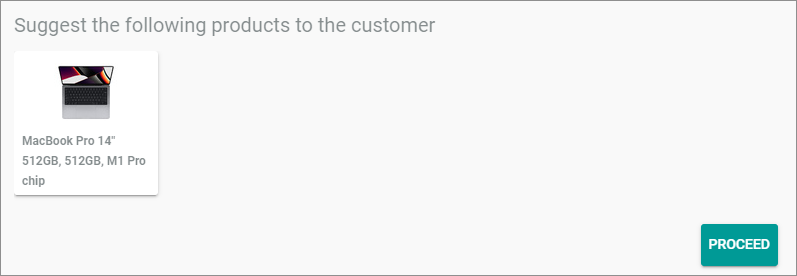 Suggest the following products to the customer
MacBook Pro 14"
512GB, 512GB, M1 Pro
chip
PROCEED